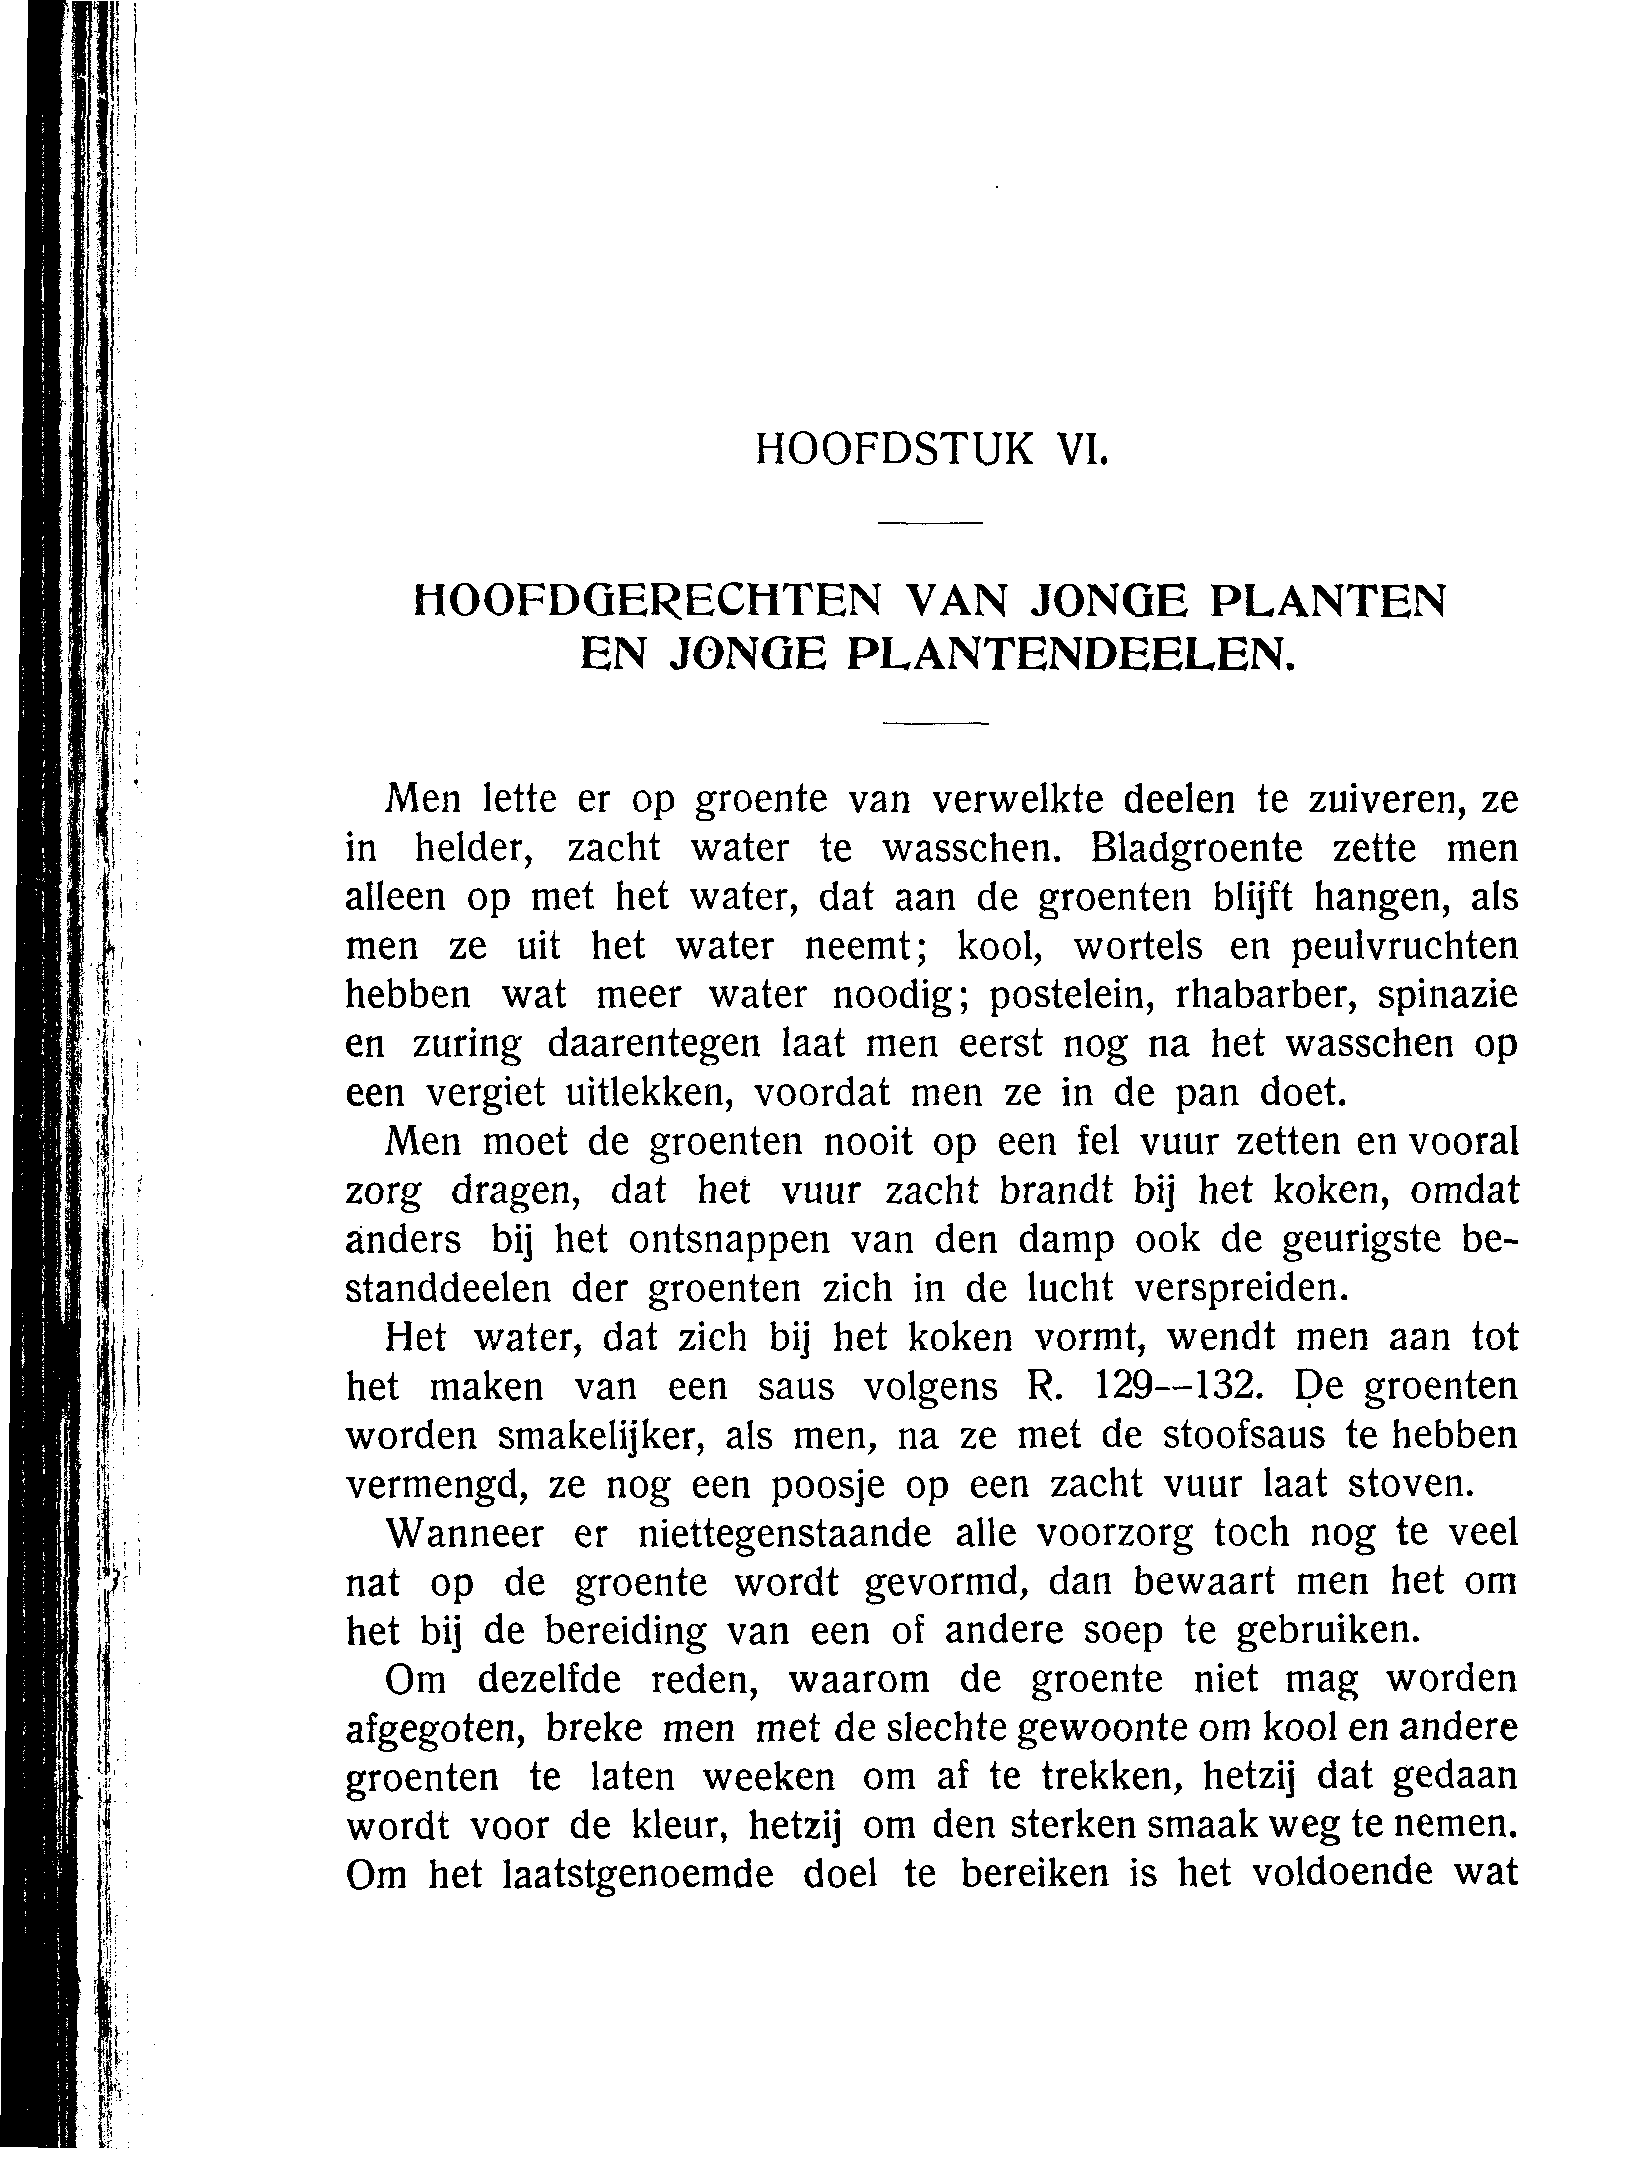 HOOFDSTUK VI.
HOOFDGERECHTEN VAN JONGE PLANTEN
EN JONGE PLANTENDEELEN.
Men lette er op groente van verwelkte deelen te zuiveren, ze
in helder, zacht water te wasschen. Bladgroente zette men
alleen op met het water, dat aan de groenten blijft hangen, als
men ze uit het water neemt; kool, wortels en peulvruchten
hebben wat meer water noodig; postelein, rhabarber, spinazie
en zuring daarentegen laat men eerst nog na het wasschen op
een vergiet uitlekken, voordat men ze in de pan doet.
Men moet de groenten nooit op een fel vuur zetten en vooral
zorg dragen, dat het vuur zacht brandt bij het koken, omdat
anders bij het ontsnappen van den damp ook de geurigste be-
standdeelen der groenten zich in de lucht verspreiden.
Het water, dat zich bij het koken vormt, wendt men aan tot
het maken van een saus volgens R. 129--132. De groenten
worden smakelijker, als men, na ze met de stoofsaus te hebben
vermengd, ze nog een poosje op een zacht vuur laat stoven.
Wanneer er niettegenstaande alle voorzorg toch nog te veel
nat op de groente wordt gevormd, dan bewaart men het om
het bij de bereiding van een of andere soep te gebruiken.
Om dezelfde reden, waarom de groente niet mag worden
afgegoten, breke men met de slechte gewoonte om kool en andere
groenten te laten weeken om af te trekken, hetzij dat gedaan
wordt voor de kleur, hetzij om den sterken smaak weg te nemen.
Om het laatstgenoemde doel te bereiken is het voldoende wat